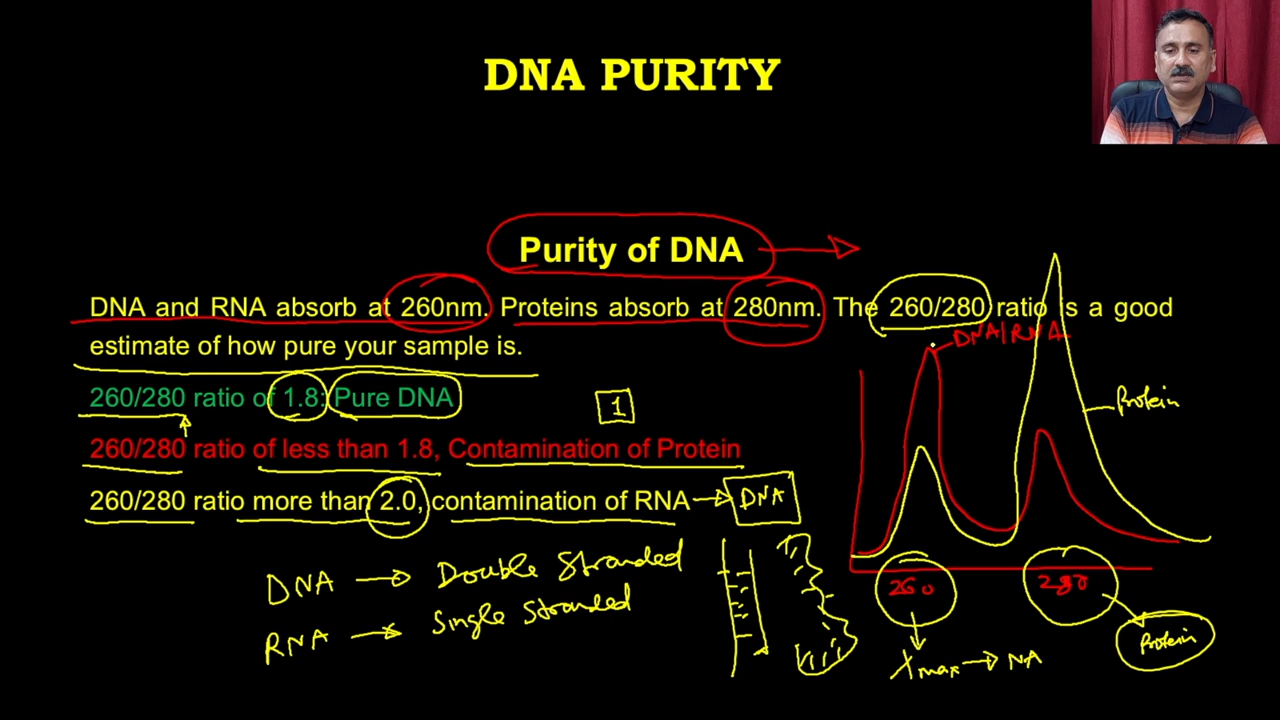 DNA PURITY
Purity of DNA
DNA and RNA absorb at 260nm. Proteins absorb at 280nm. The 260/280 ratio is a good
estimate of how pure your sample is.
DNA/RNA
260/280 ratio of 1.8: Pure DNA
1
Protein
260/280 ratio of less than 1.8, Contamination of Protein
260/280 ratio more than 2.0, contamination of RNA → DNA
DNA → Double Stranded
RNA → Single Stranded
260
280
Protein
λmax → NA